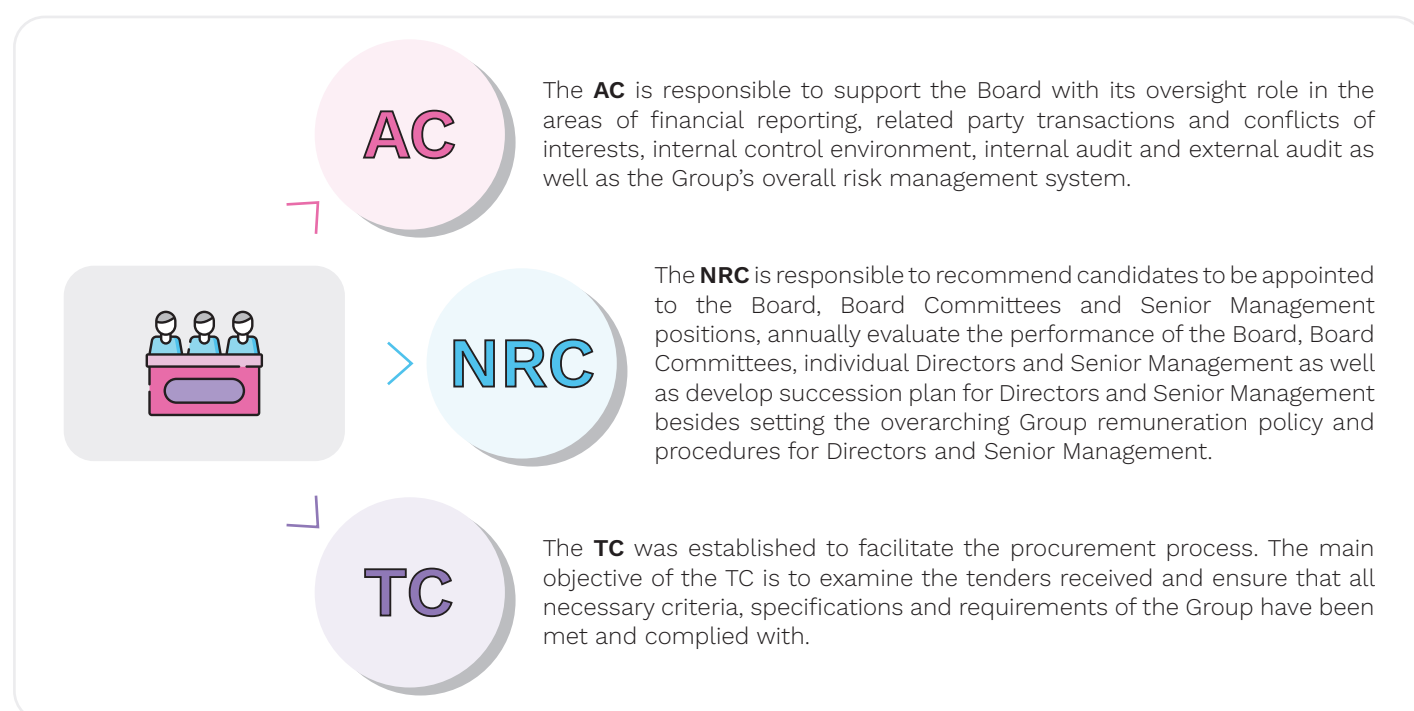 AC
The AC is responsible to support the Board with its oversight role in the
areas of financial reporting, related party transactions and conflicts of
interests, internal control environment, internal audit and external audit as
well as the Group’s overall risk management system.
NRC
The NRC is responsible to recommend candidates to be appointed
to the Board, Board Committees and Senior Management
positions, annually evaluate the performance of the Board, Board
Committees, individual Directors and Senior Management as well
as develop succession plan for Directors and Senior Management
besides setting the overarching Group remuneration policy and
procedures for Directors and Senior Management.
TC
The TC was established to facilitate the procurement process. The main
objective of the TC is to examine the tenders received and ensure that all
necessary criteria, specifications and requirements of the Group have been
met and complied with.